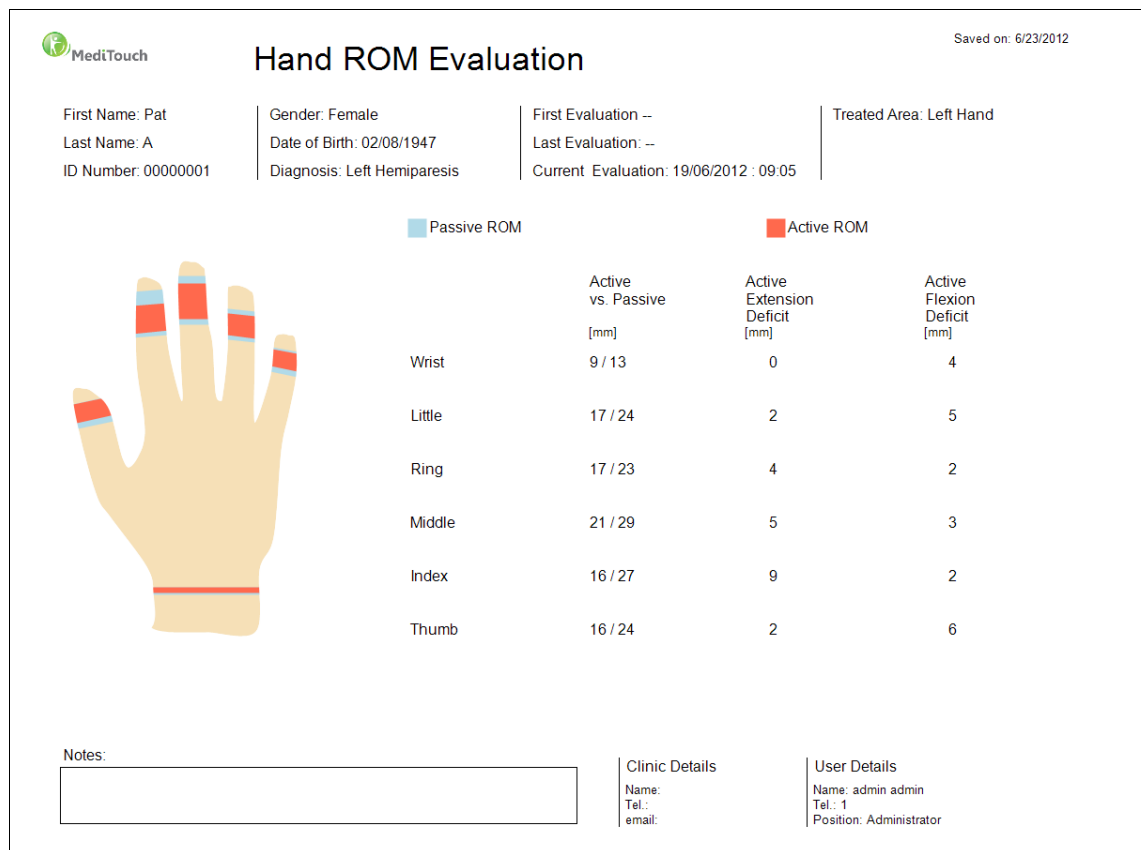 MediTouch
Hand ROM Evaluation
Saved on: 6/23/2012
First Name: Pat
Last Name: A
ID Number: 00000001
Gender: Female
Date of Birth: 02/08/1947
Diagnosis: Left Hemiparesis
First Evaluation --
Last Evaluation: --
Current Evaluation: 19/06/2012 : 09:05
Treated Area: Left Hand
Passive ROM
Active ROM
Active
vs. Passive
[mm]
Active
Extension
Deficit
[mm]
Active
Flexion
Deficit
[mm]
Wrist 9 / 13 0 4
Little 17 / 24 2 5
Ring 17 / 23 4 2
Middle 21 / 29 5 3
Index 16 / 27 9 2
Thumb 16 / 24 2 6
Notes:
Clinic Details
Name:
Tel.:
email:
User Details
Name: admin admin
Tel.: 1
Position: Administrator